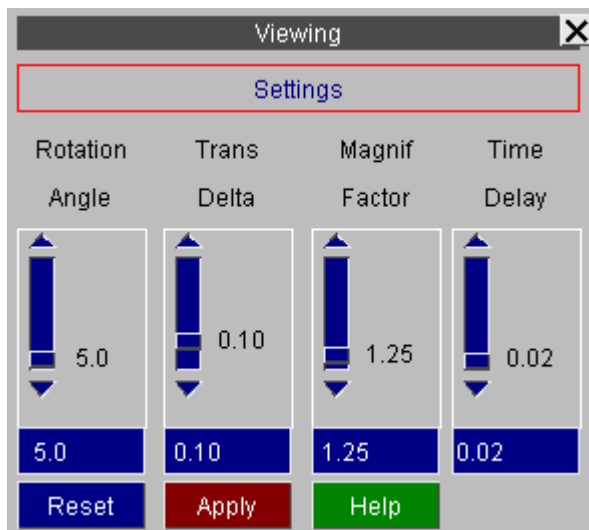 Viewing
Settings
Rotation Trans Magnif Time
Angle Delta Factor Delay
5.0 0.10 1.25 0.02
5.0 0.10 1.25 0.02
Reset Apply Help